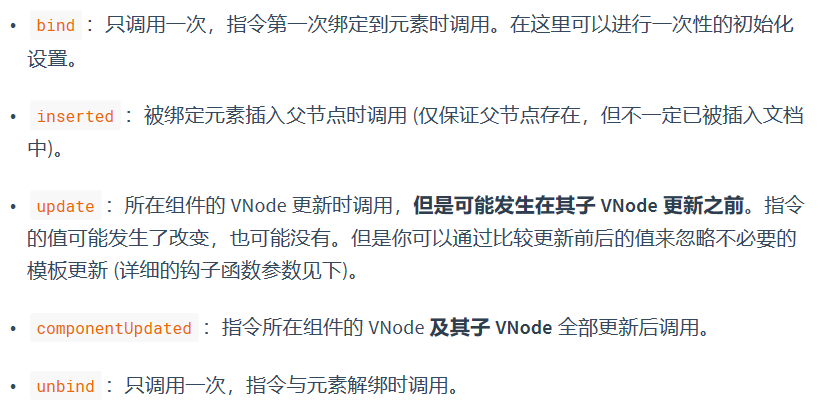 • bind：只调用一次，指令第一次绑定到元素时调用。在这里可以进行一次性的初始化
设置。
• inserted：被绑定元素插入父节点时调用 (仅保证父节点存在，但不一定已被插入文档
中)。
• update：所在组件的 VNode 更新时调用，但是可能发生在其子 VNode 更新之前。指令
的值可能发生了改变，也可能没有。但是你可以通过比较更新前后的值来忽略不必要的
模板更新 (详细的钩子函数参数见下)。
• componentUpdated：指令所在组件的 VNode 及其子 VNode 全部更新后调用。
• unbind：只调用一次，指令与元素解绑时调用。